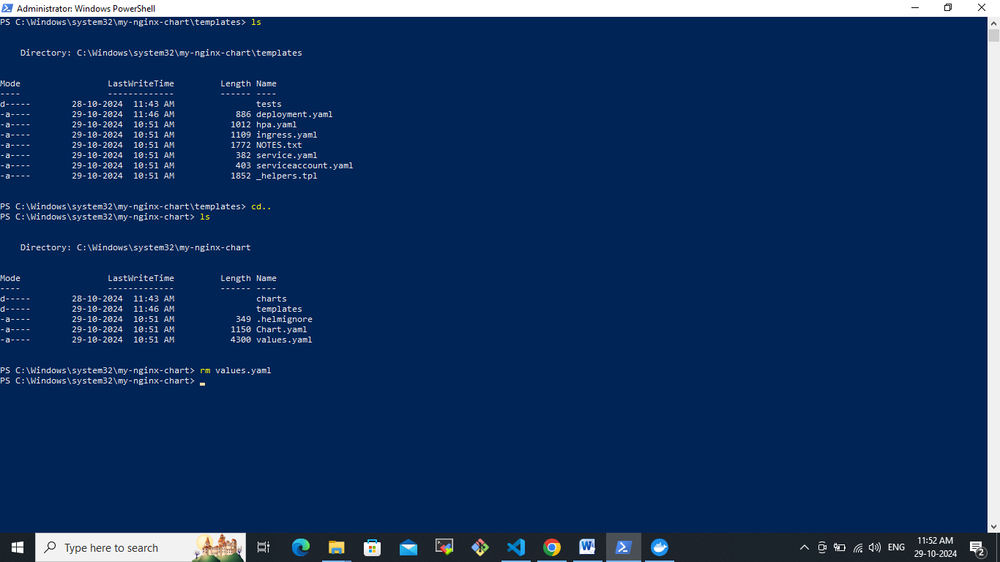 Administrator: Windows PowerShell
PS C:\Windows\system32\my-nginx-chart\templates> ls
Directory: C:\Windows\system32\my-nginx-chart\templates
Mode                 LastWriteTime         Length Name
----                 -------------         ------ ----
d-----        28-10-2024  11:43 AM                tests
-a----        29-10-2024  11:46 AM            886 deployment.yaml
-a----        29-10-2024  10:51 AM           1012 hpa.yaml
-a----        29-10-2024  10:51 AM           1109 ingress.yaml
-a----        29-10-2024  10:51 AM           1772 NOTES.txt
-a----        29-10-2024  10:51 AM            382 service.yaml
-a----        29-10-2024  10:51 AM            403 serviceaccount.yaml
-a----        29-10-2024  10:51 AM           1852 _helpers.tpl
PS C:\Windows\system32\my-nginx-chart\templates> cd..
PS C:\Windows\system32\my-nginx-chart> ls
Directory: C:\Windows\system32\my-nginx-chart
Mode                 LastWriteTime         Length Name
----                 -------------         ------ ----
d-----        28-10-2024  11:43 AM                charts
d-----        29-10-2024  11:46 AM                templates
-a----        29-10-2024  10:51 AM            349 .helmignore
-a----        29-10-2024  10:51 AM           1150 Chart.yaml
-a----        29-10-2024  10:51 AM           4300 values.yaml
PS C:\Windows\system32\my-nginx-chart> rm values.yaml
PS C:\Windows\system32\my-nginx-chart>
Type here to search
ENG
11:52 AM
29-10-2024
2